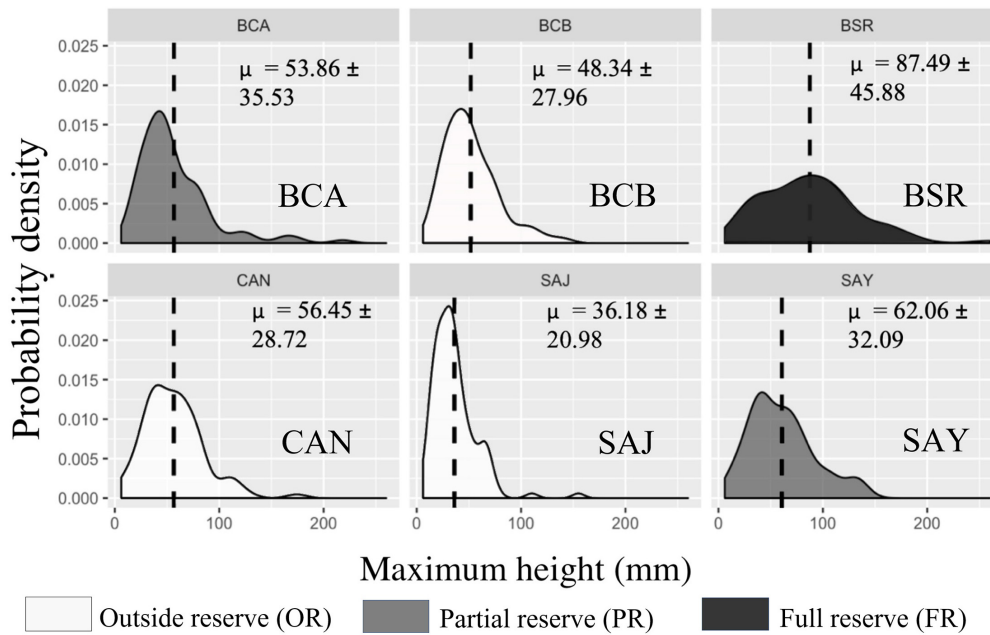 BCA BCB BSR
0.025
0.020
0.015
0.010
0.005
0.000
μ = 53.86 ±
35.53
BCA
μ = 48.34 ±
27.96
BCB
μ = 87.49 ±
45.88
BSR
CAN SAJ SAY
0.025
0.020
0.015
0.010
0.005
0.000
μ = 56.45 ±
28.72
CAN
μ = 36.18 ±
20.98
SAJ
μ = 62.06 ±
32.09
SAY
0 100 200 0 100 200 0 100 200
Probability density
Maximum height (mm)
Outside reserve (OR) Partial reserve (PR) Full reserve (FR)